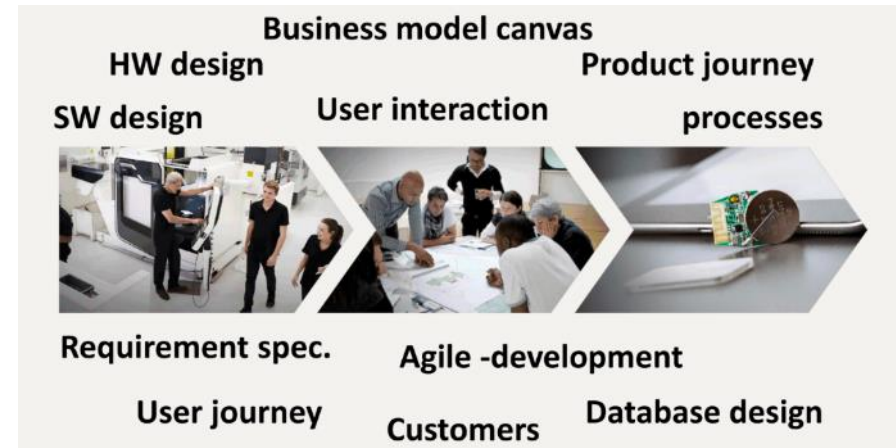 Business model canvas
HW design
Product journey
SW design
User interaction
processes
Requirement spec.
Agile -development
User journey
Customers
Database design